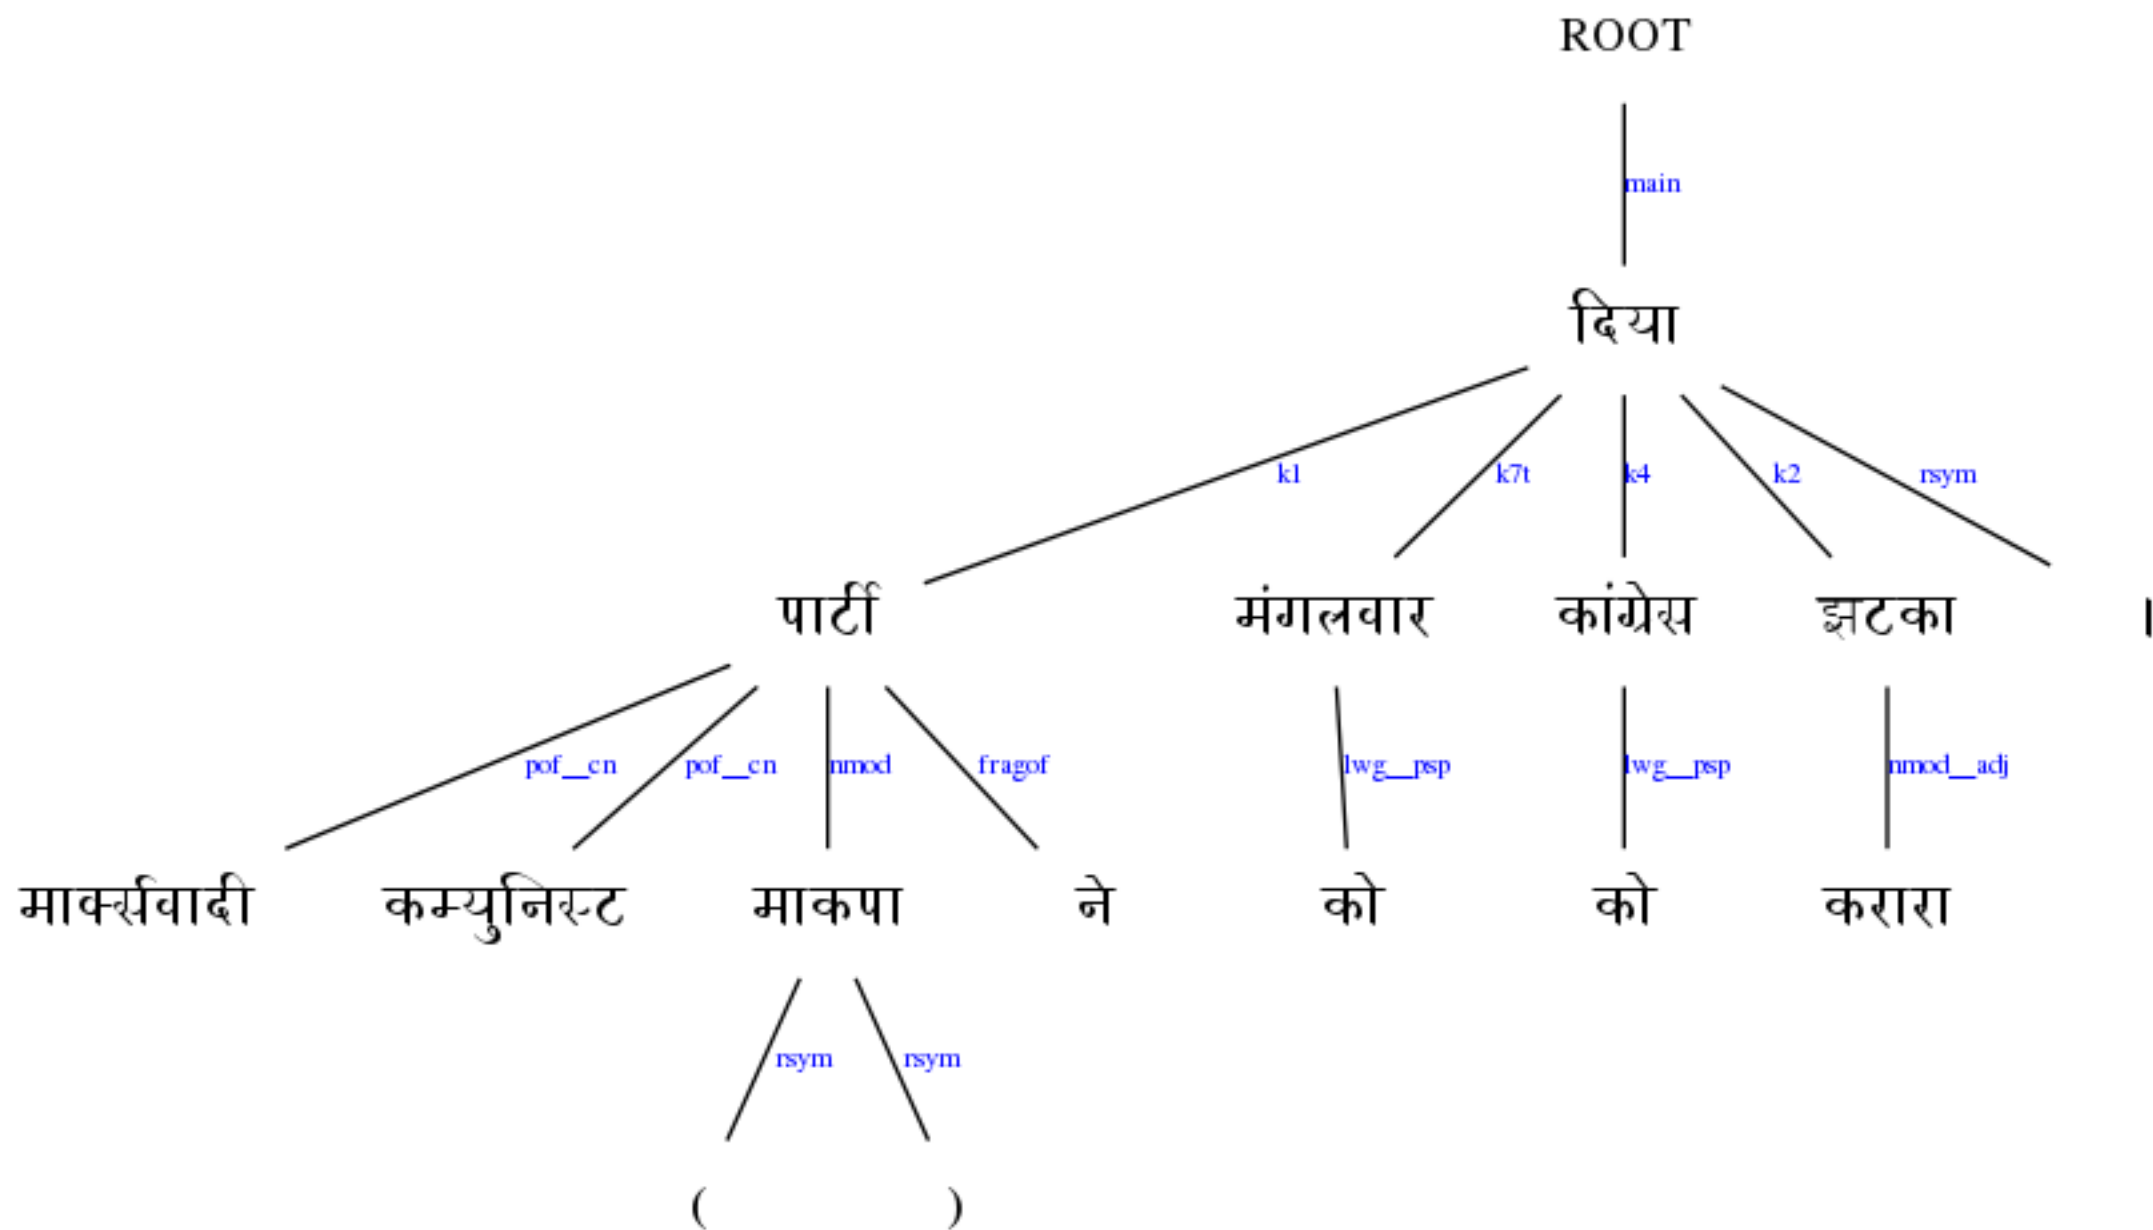 ROOT
main
दिया
k1 k7t k4 k2 rsym
पार्टी मंगलवार कांग्रेस झटका ।
pof__cn pof__cn nmod fragof lwg__psp lwg__psp nmod__adj
मार्क्सवादी कम्युनिस्ट माकपा ने को को करारा
rsym rsym
( )